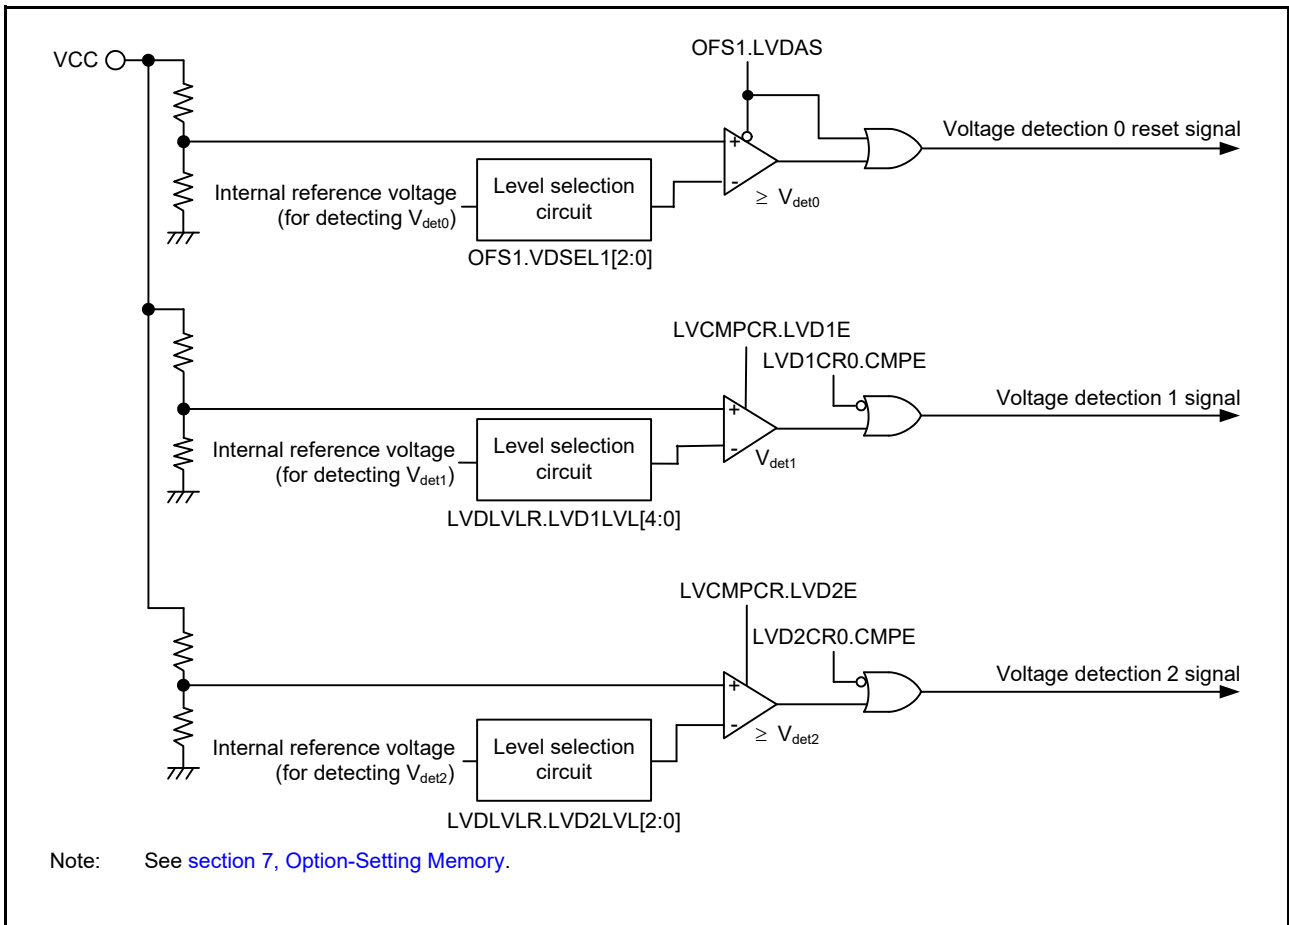 VCC
OFS1.LVDAS
Voltage detection 0 reset signal
+
-
Internal reference voltage
(for detecting Vdet0)
Level selection
circuit
≥ Vdet0
OFS1.VDSEL1[2:0]
LVCMPCR.LVD1E
LVD1CR0.CMPE
Voltage detection 1 signal
+
-
Internal reference voltage
(for detecting Vdet1)
Level selection
circuit
Vdet1
LVDLVLR.LVD1LVL[4:0]
LVCMPCR.LVD2E
LVD2CR0.CMPE
Voltage detection 2 signal
+
-
Internal reference voltage
(for detecting Vdet2)
Level selection
circuit
≥ Vdet2
LVDLVLR.LVD2LVL[2:0]
Note: See section 7, Option-Setting Memory.